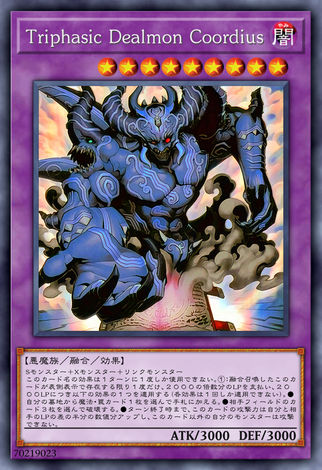 Triphasic Dealmon Coordius 闇
やみ
【悪魔族／融合／効果】
Sモンスター+Xモンスター+リンクモンスター
このカード名の効果は１ターンに１度しか使用できない。①:融合召喚したこのカ
ードが表側表示で存在する限り１度だけ、２０００の倍数分のLPを払い、２０
００LPにつき以下の効果の１つを適用する(各効果は１回しか適用できない)。●
自分の墓地から魔法・罠カード１枚を選んで手札に加える。●相手フィールドのカ
ード３枚を選んで破壊する。●ターン終了時まで、このカードの攻撃力は自分と相
手のLPの差の半分の数値分アップし、このカード以外の自分のモンスターは攻撃
できない。
ATK/3000 DEF/3000
70219023